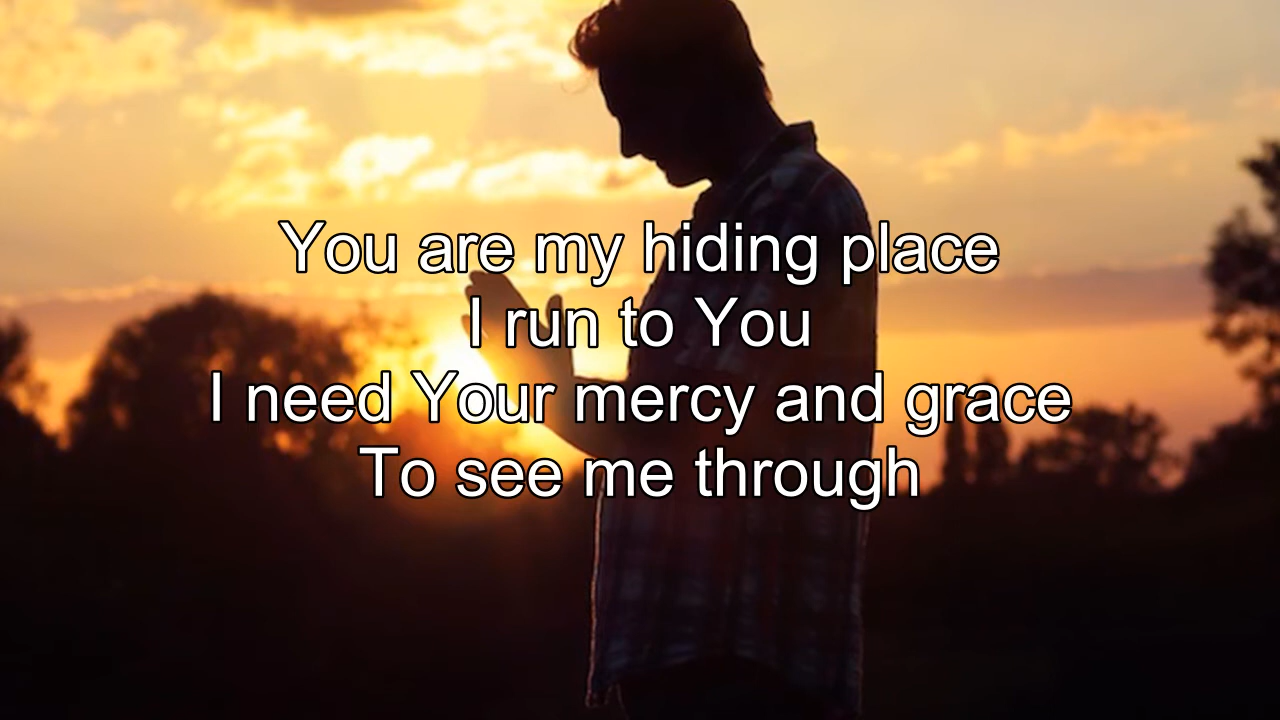 You are my hiding place
I run to You
I need Your mercy and grace
To see me through